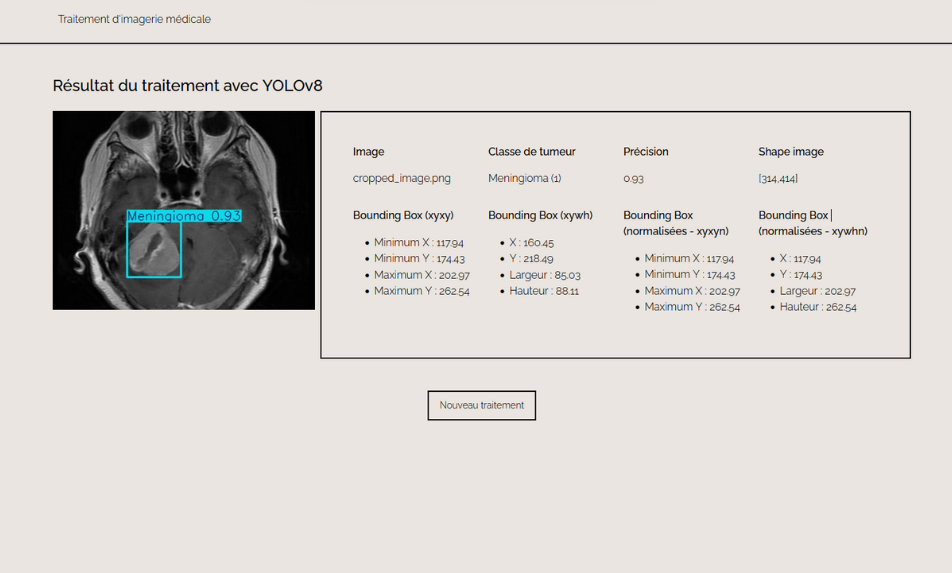 Traitement d'imagerie médicale
Résultat du traitement avec YOLOv8
Meningioma 0.93
Image
cropped_image.png
Classe de tumeur
Meningioma (1)
Précision
0.93
Shape image
[314,414]
Bounding Box (xyxy)
Minimum X : 117.94
Minimum Y : 174.43
Maximum X : 202.97
Maximum Y : 262.54
Bounding Box (xywh)
X : 160.45
Y : 218.49
Largeur : 85.03
Hauteur : 88.11
Bounding Box
(normalisées - xyxyn)
Minimum X : 117.94
Minimum Y : 174.43
Maximum X : 202.97
Maximum Y : 262.54
Bounding Box
(normalisées - xywhn)
X : 117.94
Y : 174.43
Largeur : 202.97
Hauteur : 262.54
Nouveau traitement